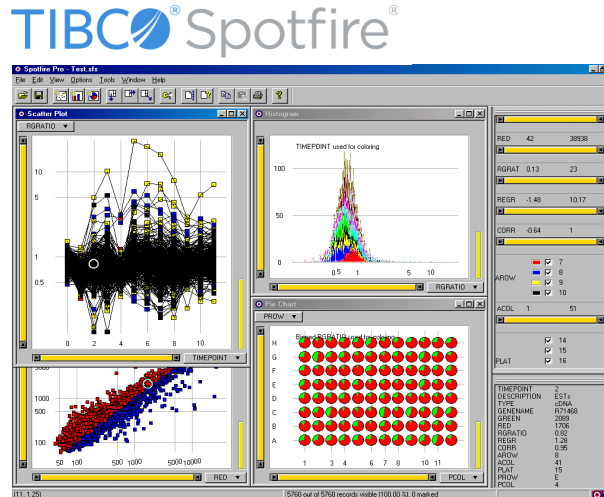 TIBCO® Spotfire®
Spotfire Pro - Test.sfs
File Edit View Options Tools Window Help
Scatter Plot
RGRATIO
10
5
1
0.5
0 2 4 6 8 10
TIMEPOINT
1000
500
100
50 100 500 1000 5000 10000
RED
Histogram
TIMEPOINT used for coloring
100
50
0
0.5 1 5 10
RGRATIO
Pie Chart
PROW
RGRATIO used for coloring
H
G
F
E
D
C
B
A
1 3 4 6 7 8 10 11
PCOL
RED 42 38938
RGRAT 0.13 23
REGR -1.48 10.17
CORR -0.64 1
7
8
AROW
9
10
ACOL 1 51
14
15
PLAT 16
TIMEPOINT 2
DESCRIPTION ESTs
TYPE cDNA
GENENAME R71468
GREEN 2089
RED 1706
RGRATIO 0.82
REGR 1.28
CORR 0.95
AROW 8
ACOL 41
PLAT 15
PROW E
PCOL 4
(11, 1.25)
5760 out of 5760 records visible (100.00 %), 0 marked